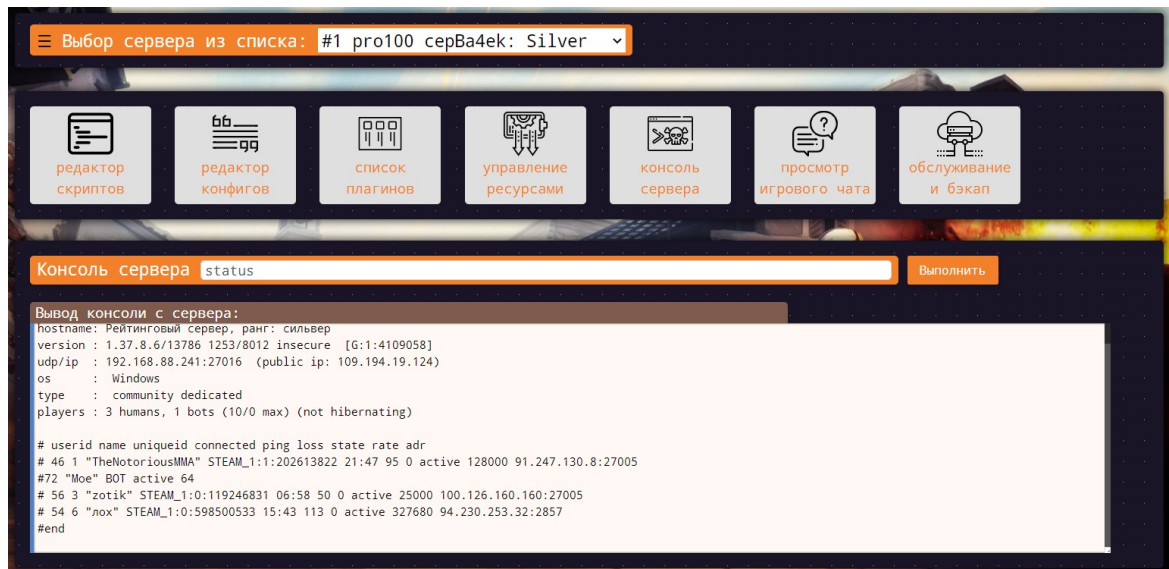 ☰ Выбор сервера из списка: #1 pro100 cepBa4ek: Silver
редактор скриптов
редактор конфигов
список плагинов
управление ресурсами
консоль сервера
просмотр игрового чата
обслуживание и бэкап
Консоль сервера status Выполнить
Вывод консоли с сервера:
hostname: Рейтинговый сервер, ранг: сильвер
version : 1.37.8.6/13786 1253/8012 insecure [G:1:4109058]
udp/ip : 192.168.88.241:27016 (public ip: 109.194.19.124)
os : Windows
type : community dedicated
players : 3 humans, 1 bots (10/0 max) (not hibernating)
# userid name uniqueid connected ping loss state rate adr
# 46 1 "TheNotoriousMMA" STEAM_1:1:202613822 21:47 95 0 active 128000 91.247.130.8:27005
#72 "Moe" BOT active 64
# 56 3 "zotik" STEAM_1:0:119246831 06:58 50 0 active 25000 100.126.160.160:27005
# 54 6 "лох" STEAM_1:0:598500533 15:43 113 0 active 327680 94.230.253.32:2857
#end